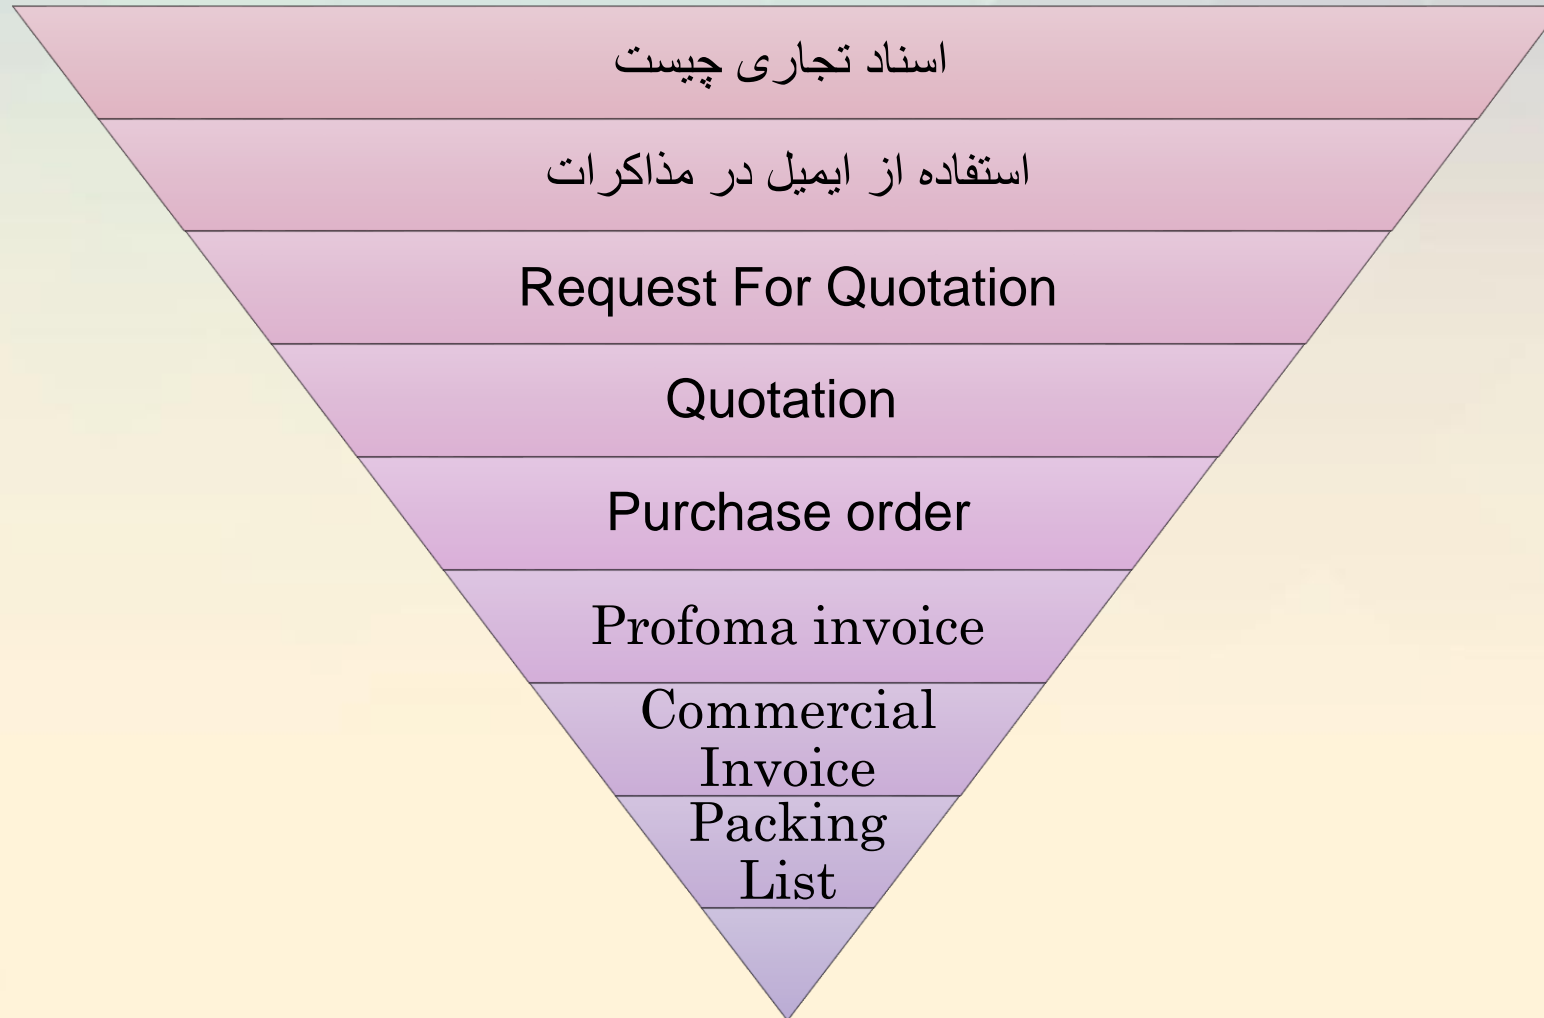 اسناد تجاری چیست
استفاده از ایمیل در مذاکرات
Request For Quotation
Quotation
Purchase order
Profoma invoice
Commercial
Invoice
Packing
List